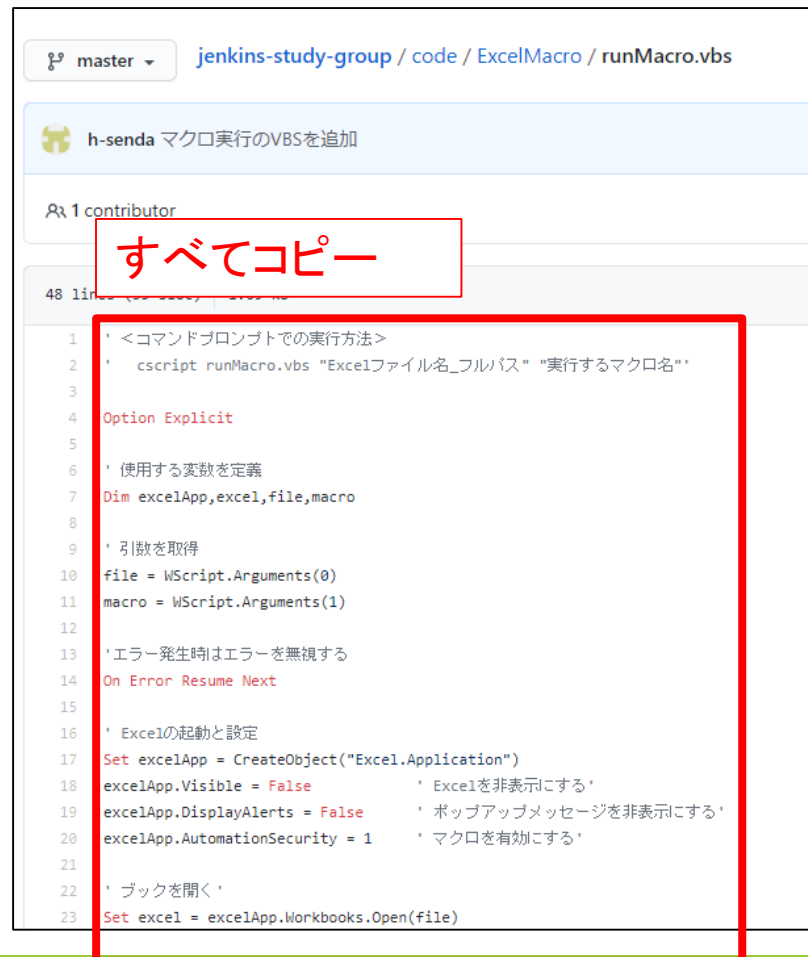 master
jenkins-study-group / code / ExcelMacro / runMacro.vbs
h-senda マクロ実行のVBSを追加
1 contributor
すべてコピー
48
1 ' <コマンドプロンプトでの実行方法>
2 '   cscript runMacro.vbs "Excelファイル名_フルパス" "実行するマクロ名"'
3
4 Option Explicit
5
6 ' 使用する変数を定義
7 Dim excelApp,excel,file,macro
8
9 ' 引数を取得
10 file = WScript.Arguments(0)
11 macro = WScript.Arguments(1)
12
13 'エラー発生時はエラーを無視する
14 On Error Resume Next
15
16 ' Excelの起動と設定
17 Set excelApp = CreateObject("Excel.Application")
18 excelApp.Visible = False ' Excelを非表示にする'
19 excelApp.DisplayAlerts = False ' ポップアップメッセージを非表示にする'
20 excelApp.AutomationSecurity = 1 ' マクロを有効にする'
21
22 ' ブックを開く'
23 Set excel = excelApp.Workbooks.Open(file)